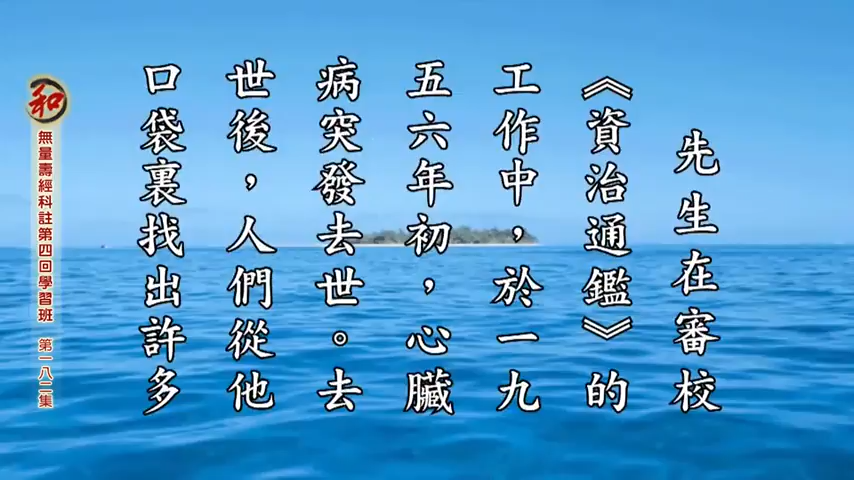 先生在審校
《資治通鑑》的
工作中，於一九
五六年初，心臟
病突發去世。去
世後，人們從他
口袋裏找出許多
和
無量壽經科註第四回學習班 第一八二集